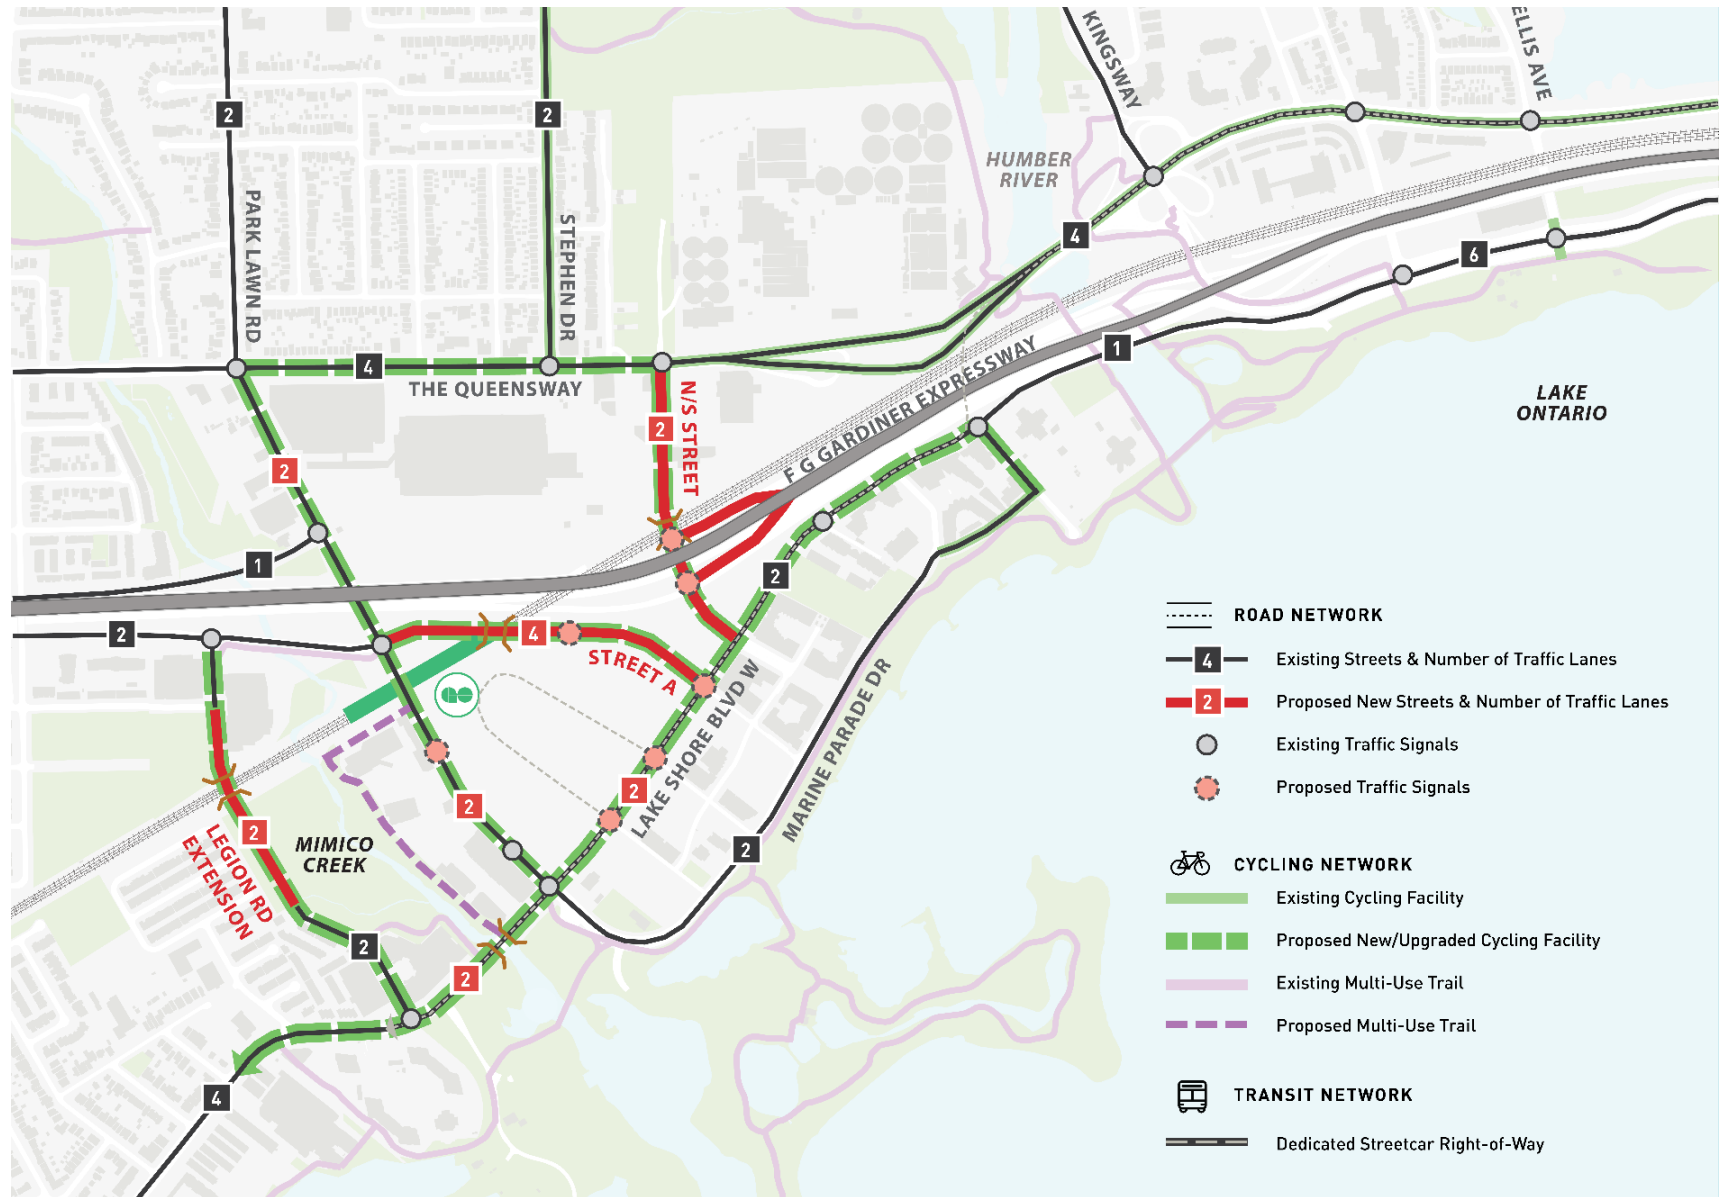 KINGSWAY
ELLIS AVE
2
2
HUMBER
RIVER
PARK LAWN RD
STEPHEN DR
4
6
4
THE QUEENSWAY
1
F G GARDINER EXPRESSWAY
LAKE
ONTARIO
2
N/S STREET
2
1
2
2
4
STREET A
LAKE SHORE BLVD W
MARINE PARADE DR
2
2
2
LEGION RD
EXTENSION
MIMICO
CREEK
2
2
2
4
ROAD NETWORK
4 Existing Streets & Number of Traffic Lanes
2 Proposed New Streets & Number of Traffic Lanes
Existing Traffic Signals
Proposed Traffic Signals
CYCLING NETWORK
Existing Cycling Facility
Proposed New/Upgraded Cycling Facility
Existing Multi-Use Trail
Proposed Multi-Use Trail
TRANSIT NETWORK
Dedicated Streetcar Right-of-Way